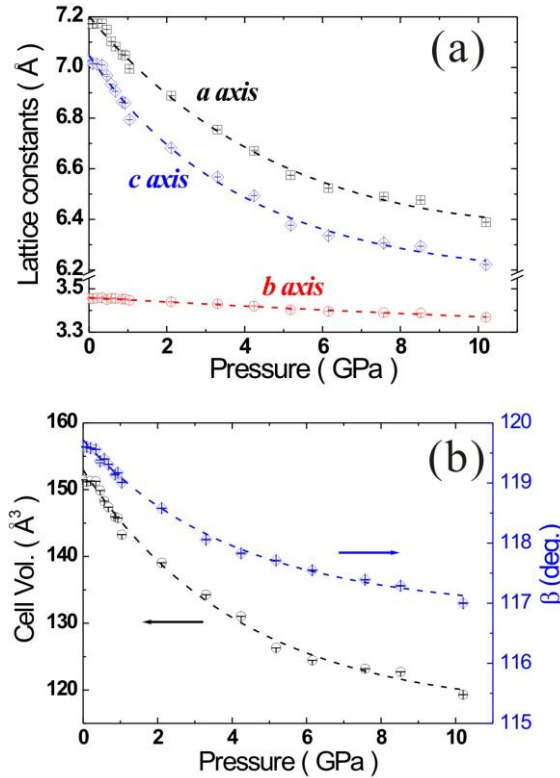 (a)
7.2
7.0
6.8
6.6
6.4
6.2
3.5
3.3
Lattice constants ( Å )
a axis
c axis
b axis
0 2 4 6 8 10
Pressure ( GPa )
(b)
160
150
140
130
120
Cell Vol. ( Å³ )
120
119
118
117
116
115
β (deg.)
0 2 4 6 8 10
Pressure ( GPa )